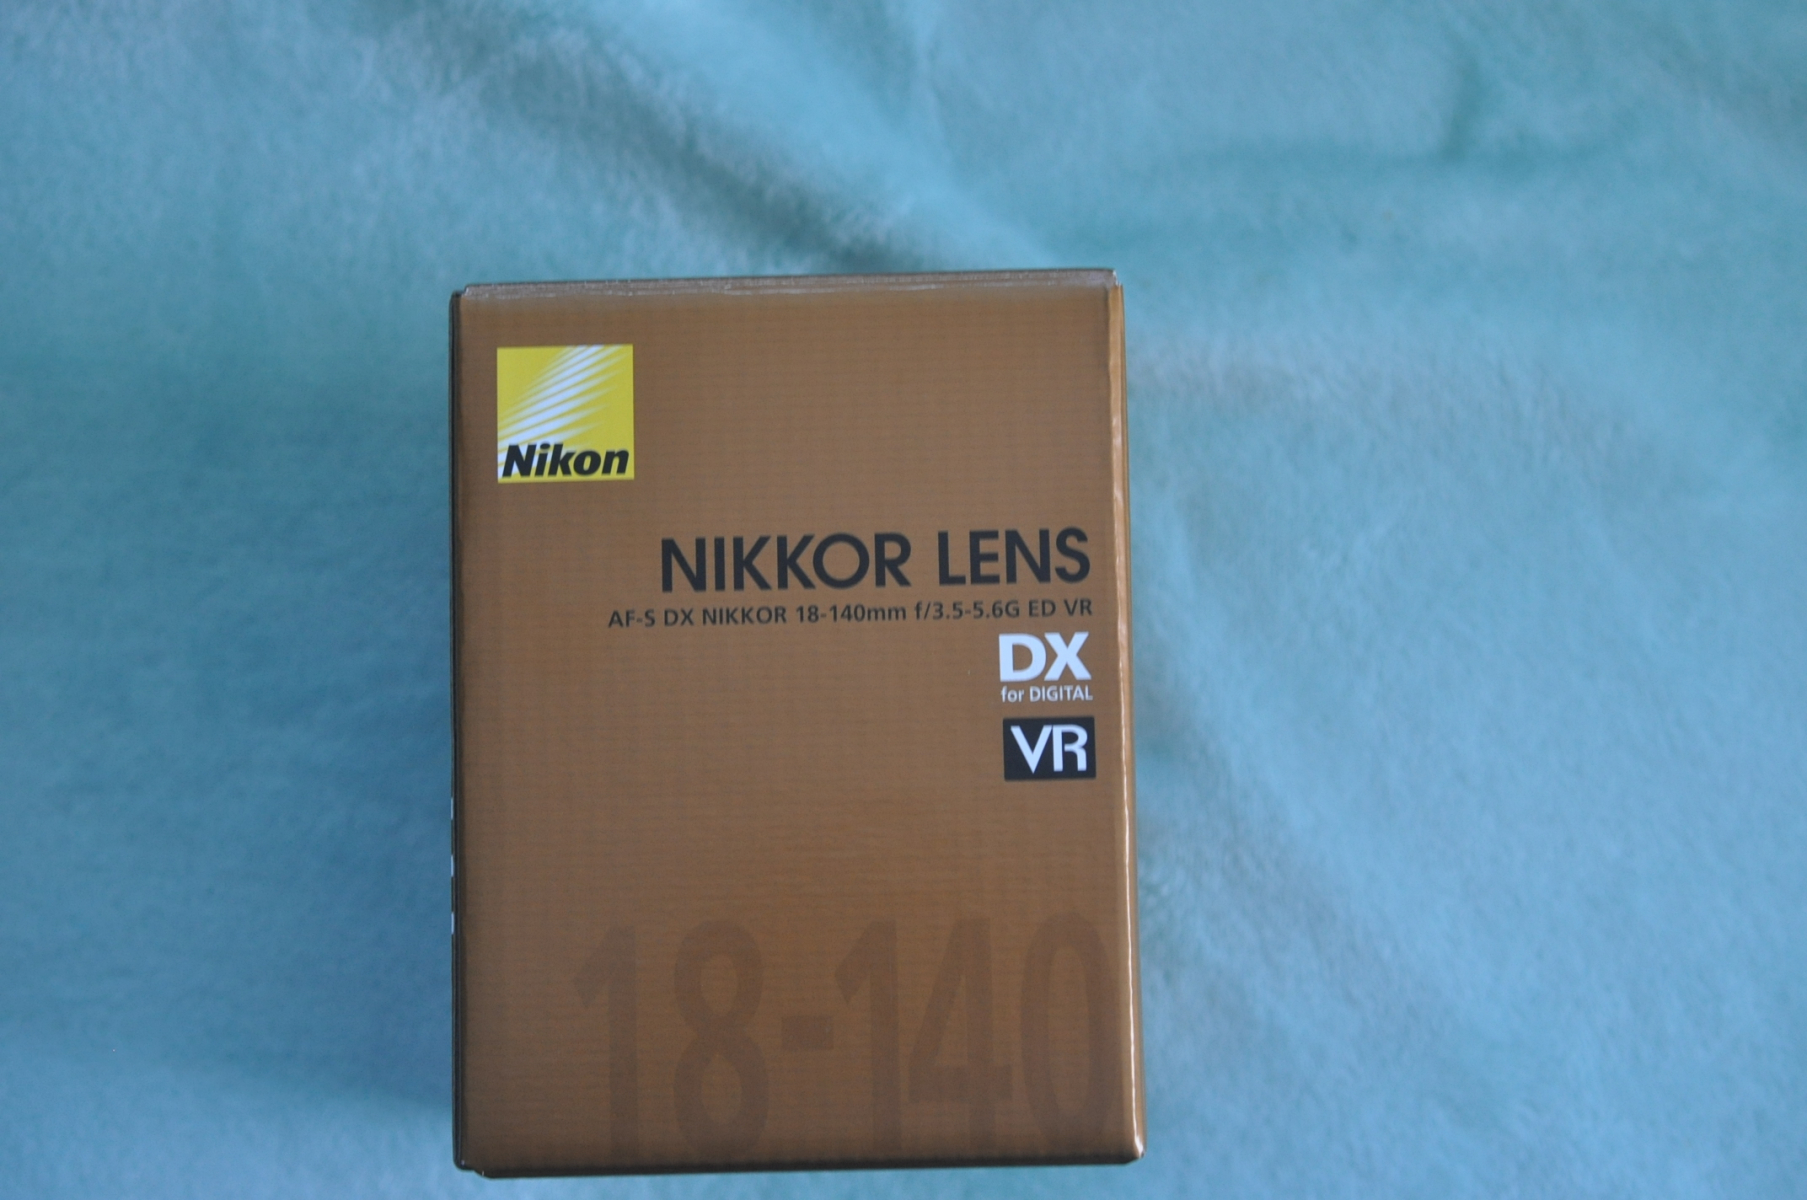 Nikon
NIKKOR LENS
AF-S DX NIKKOR 18-140mm f/3.5-5.6G ED VR
DX
for DIGITAL
VR
18-140